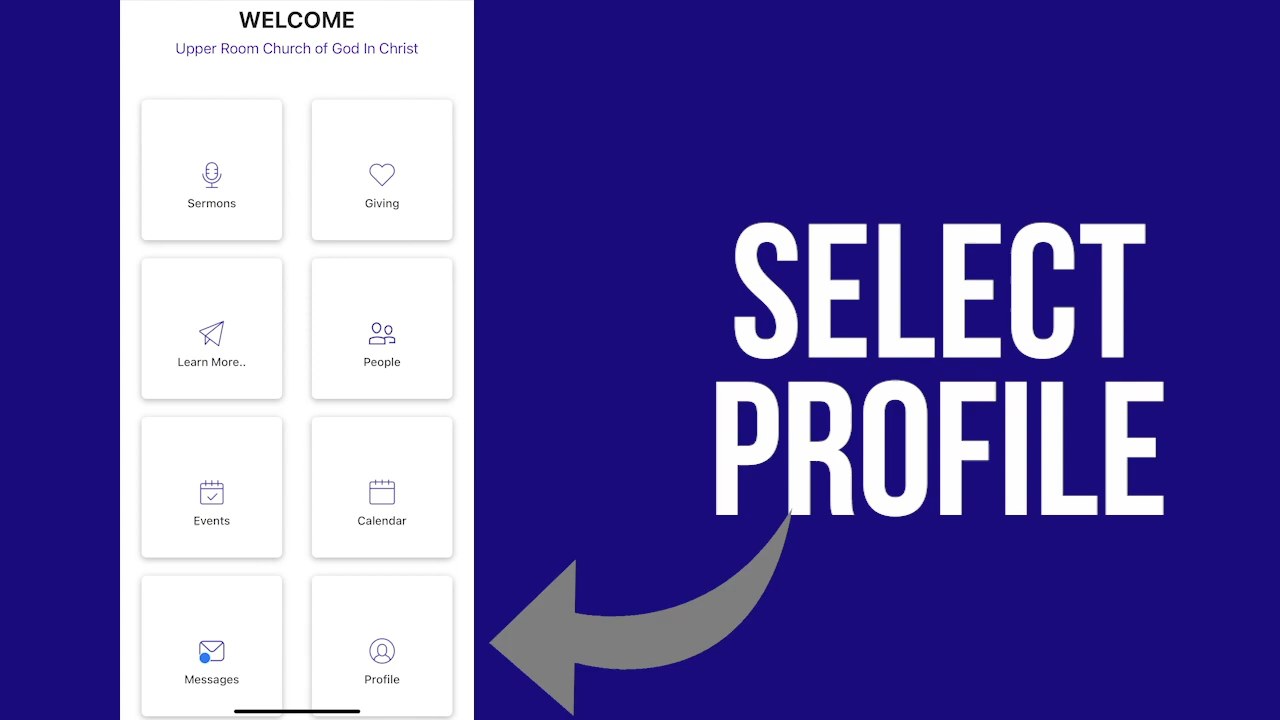 WELCOME
Upper Room Church of God In Christ
Sermons
Giving
Learn More..
People
Events
Calendar
Messages
Profile
SELECT
PROFILE